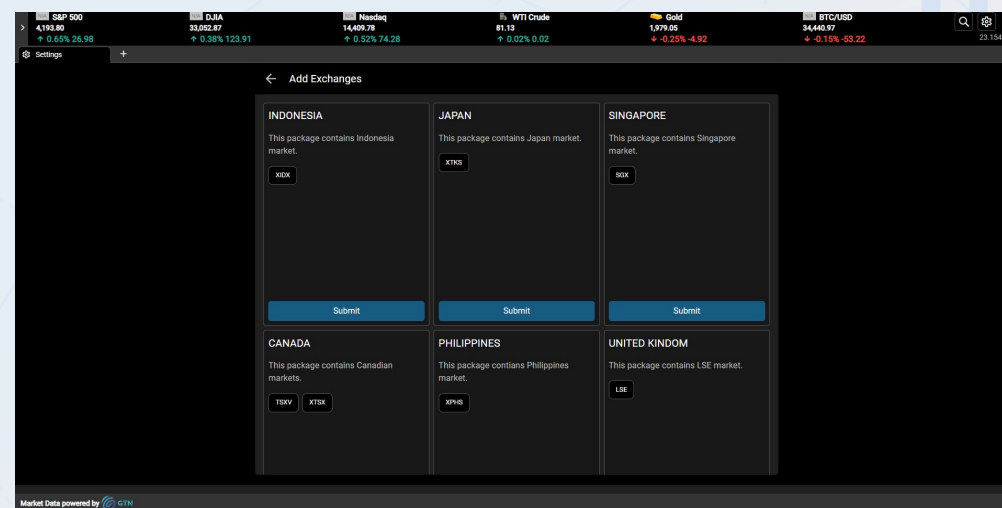 S&P 500 DJIA Nasdaq WTI Crude Gold BTC/USD
4,193.80 33,052.87 14,409.78 81.13 1,979.05 34,440.97
0.65% 26.98 0.38% 123.91 0.52% 74.28 0.02% 0.02 -0.25% -4.92 -0.15% -53.22 23.154
Settings +
Add Exchanges
INDONESIA JAPAN SINGAPORE
This package contains Indonesia This package contains Japan market. This package contains Singapore
market. market.
XIDX XTKS SGX
Submit Submit Submit
CANADA PHILIPPINES UNITED KINDOM
This package contains Canadian This package contians Philippines This package contains LSE market.
markets. market.
TSXV XTSX XPHS LSE
Market Data powered by GTN